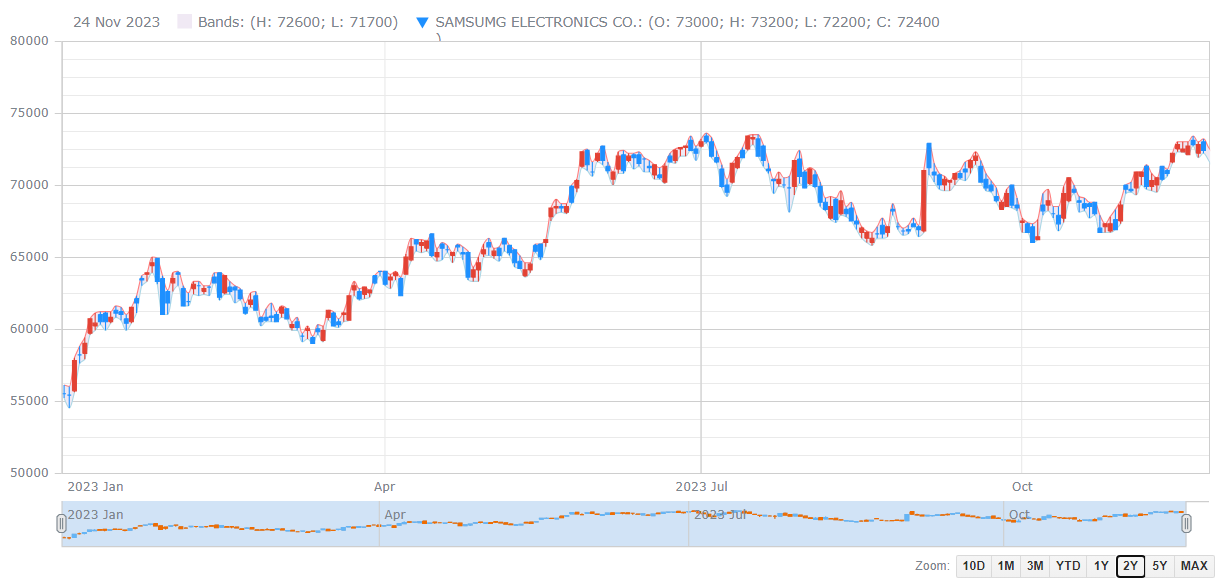 24 Nov 2023 Bands: (H: 72600; L: 71700) SAMSUMG ELECTRONICS CO.: (O: 73000; H: 73200; L: 72200; C: 72400
)
80000
75000
70000
65000
60000
55000
50000
2023 Jan Apr 2023 Jul Oct
2023 Jan Apr 2023 Jul Oct
Zoom: 10D 1M 3M YTD 1Y 2Y 5Y MAX